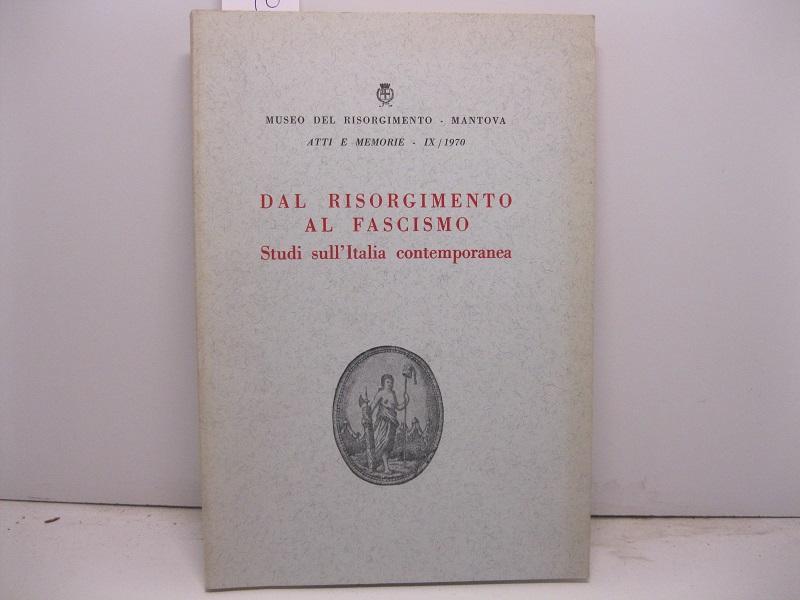 MUSEO DEL RISORGIMENTO - MANTOVA
ATTI E MEMORIE - IX/1970
DAL RISORGIMENTO
AL FASCISMO
Studi sull'Italia contemporanea